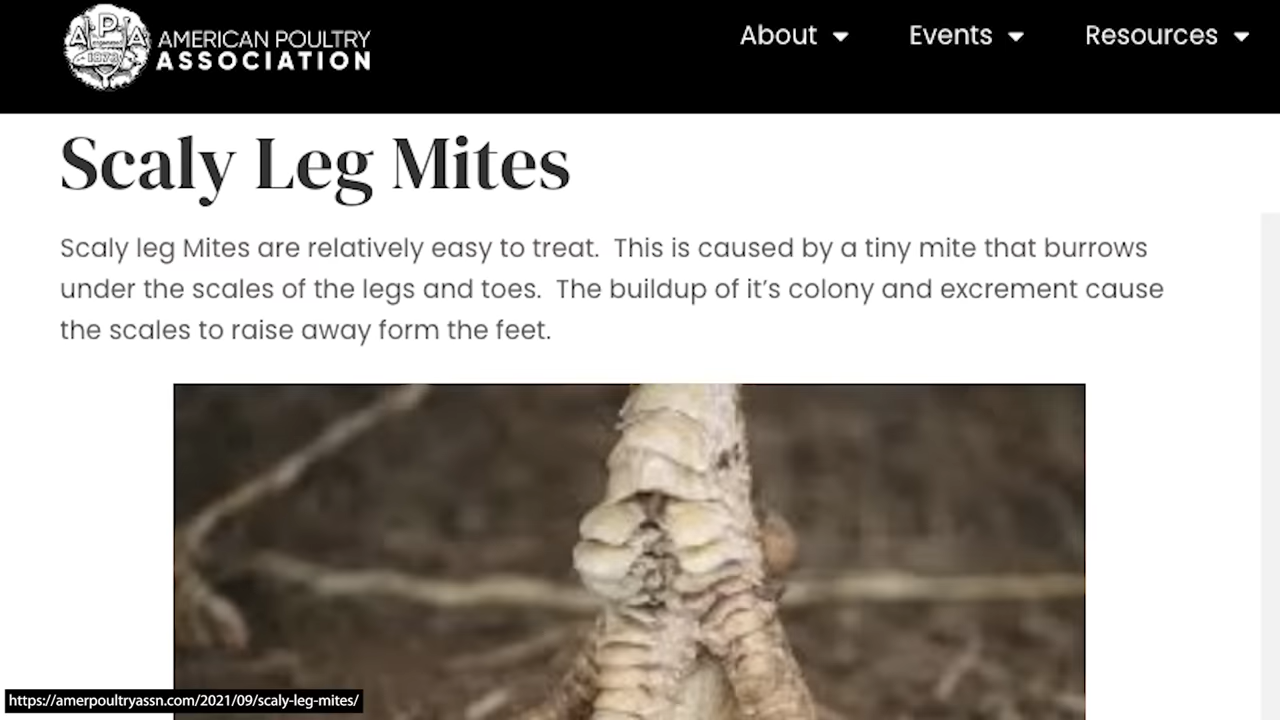 APA
1873
AMERICAN POULTRY
ASSOCIATION
About
Events
Resources
Scaly Leg Mites
Scaly leg Mites are relatively easy to treat. This is caused by a tiny mite that burrows
under the scales of the legs and toes. The buildup of it’s colony and excrement cause
the scales to raise away form the feet.
https://amerpoultryassn.com/2021/09/scaly-leg-mites/